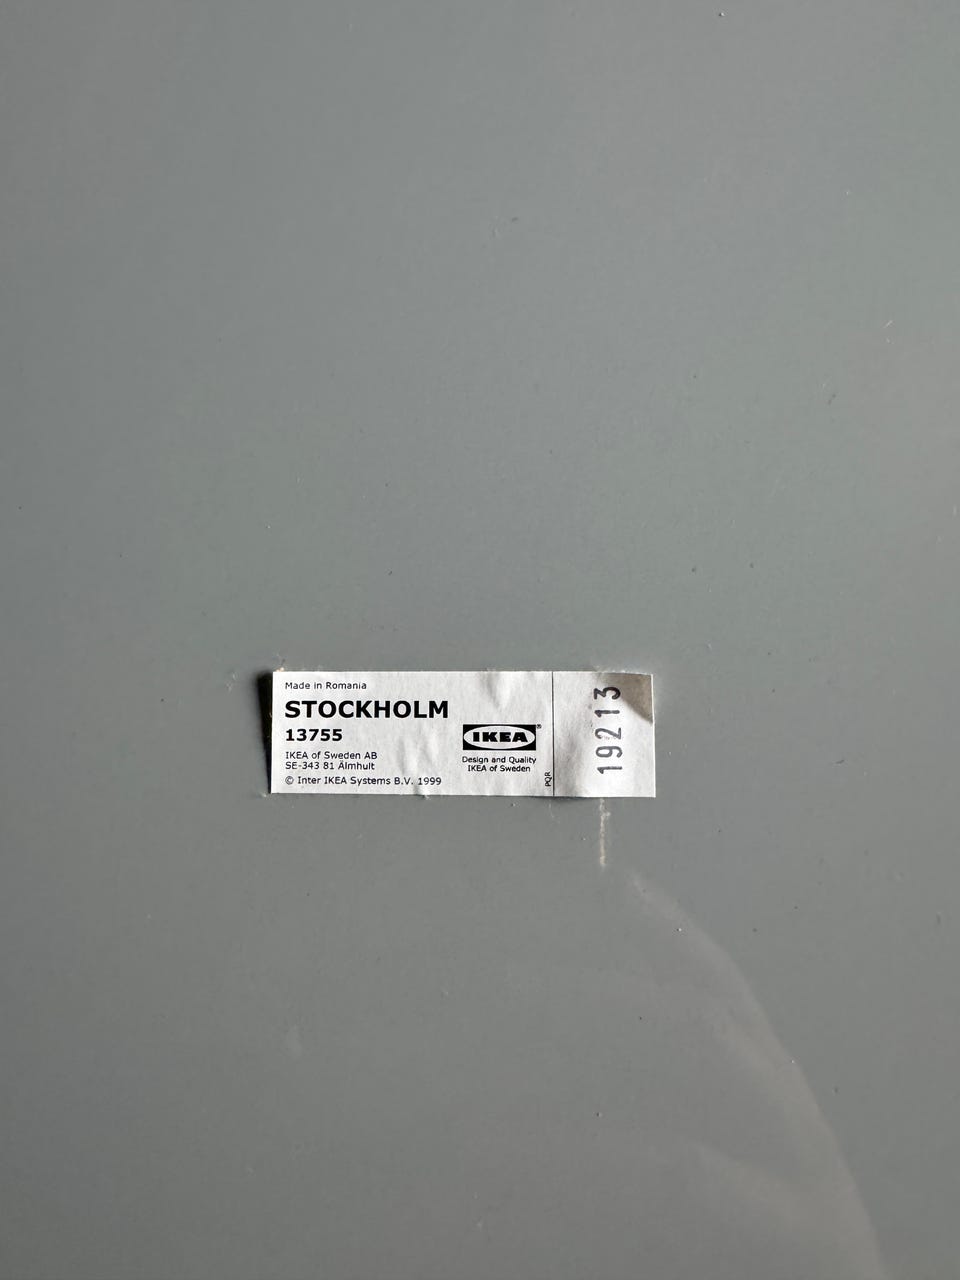 Made in Romania
STOCKHOLM
13755
IKEA of Sweden AB
SE-343 81 Älmhult
© Inter IKEA Systems B.V. 1999
IKEA®
Design and Quality
IKEA of Sweden
PQR
19213